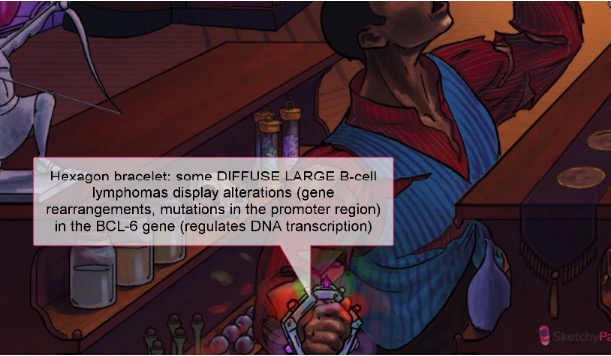 Hexagon bracelet: some DIFFUSE LARGE B-cell
lymphomas display alterations (gene
rearrangements, mutations in the promoter region)
in the BCL-6 gene (regulates DNA transcription)
SketchyPa